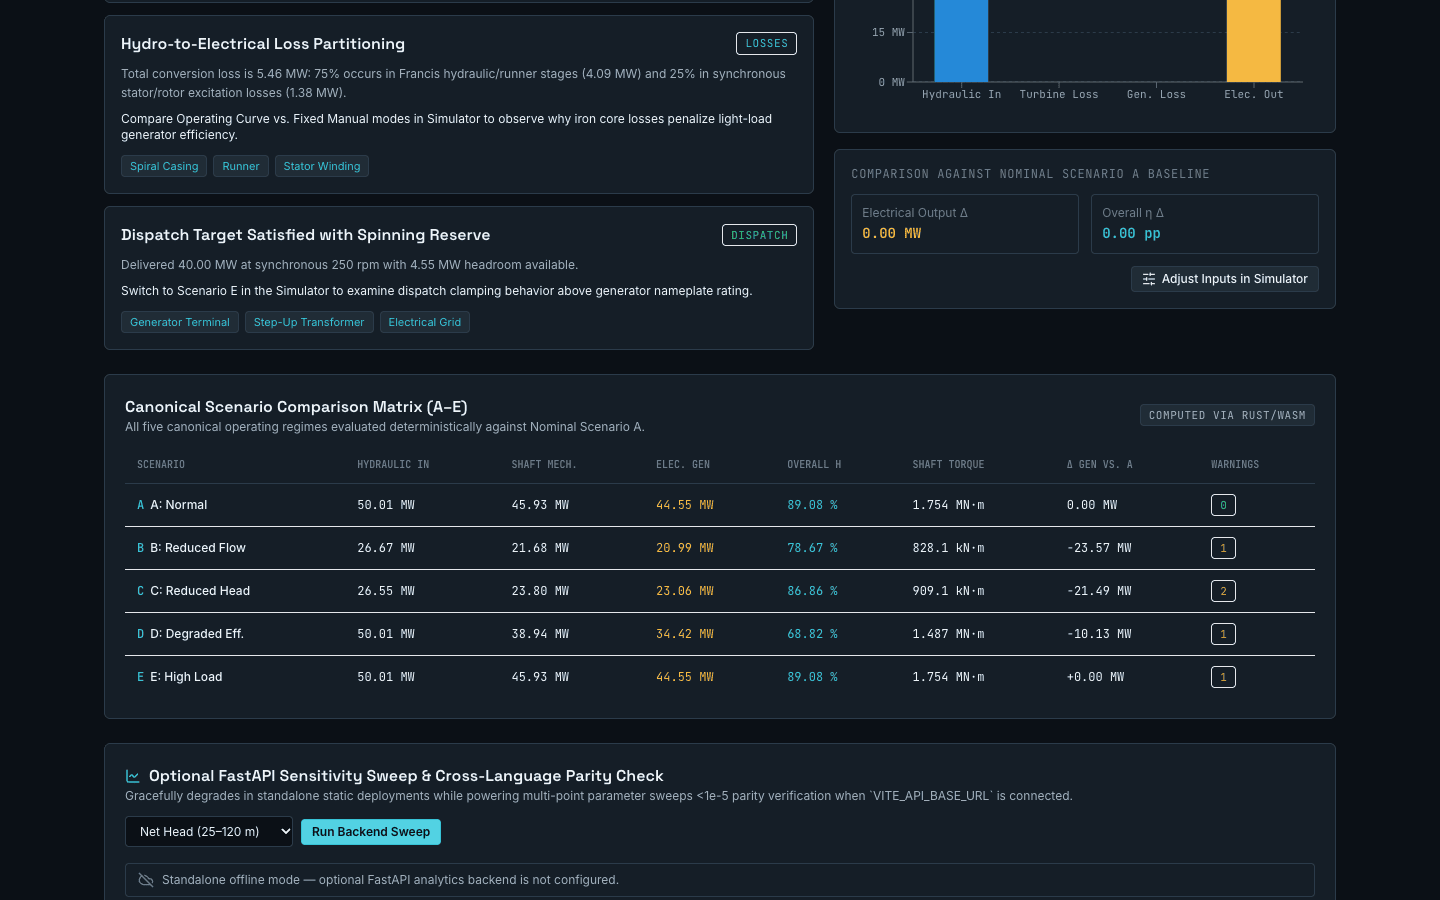 Hydro-to-Electrical Loss Partitioning
LOSSES
Total conversion loss is 5.46 MW: 75% occurs in Francis hydraulic/runner stages (4.09 MW) and 25% in synchronous
stator/rotor excitation losses (1.38 MW).
Compare Operating Curve vs. Fixed Manual modes in Simulator to observe why iron core losses penalize light-load
generator efficiency.
Spiral Casing
Runner
Stator Winding
Dispatch Target Satisfied with Spinning Reserve
DISPATCH
Delivered 40.00 MW at synchronous 250 rpm with 4.55 MW headroom available.
Switch to Scenario E in the Simulator to examine dispatch clamping behavior above generator nameplate rating.
Generator Terminal
Step-Up Transformer
Electrical Grid
15 MW
0 MW
Hydraulic In
Turbine Loss
Gen. Loss
Elec. Out
COMPARISON AGAINST NOMINAL SCENARIO A BASELINE
Electrical Output Δ
0.00 MW
Overall η Δ
0.00 pp
Adjust Inputs in Simulator
Canonical Scenario Comparison Matrix (A–E)
All five canonical operating regimes evaluated deterministically against Nominal Scenario A.
COMPUTED VIA RUST/WASM
SCENARIO HYDRAULIC IN SHAFT MECH. ELEC. GEN OVERALL Η SHAFT TORQUE Δ GEN VS. A WARNINGS
A A: Normal 50.01 MW 45.93 MW 44.55 MW 89.08 % 1.754 MN·m 0.00 MW 0
B B: Reduced Flow 26.67 MW 21.68 MW 20.99 MW 78.67 % 828.1 kN·m -23.57 MW 1
C C: Reduced Head 26.55 MW 23.80 MW 23.06 MW 86.86 % 909.1 kN·m -21.49 MW 2
D D: Degraded Eff. 50.01 MW 38.94 MW 34.42 MW 68.82 % 1.487 MN·m -10.13 MW 1
E E: High Load 50.01 MW 45.93 MW 44.55 MW 89.08 % 1.754 MN·m +0.00 MW 1
Optional FastAPI Sensitivity Sweep & Cross-Language Parity Check
Gracefully degrades in standalone static deployments while powering multi-point parameter sweeps <1e-5 parity verification when `VITE_API_BASE_URL` is connected.
Net Head (25–120 m)
Run Backend Sweep
Standalone offline mode — optional FastAPI analytics backend is not configured.